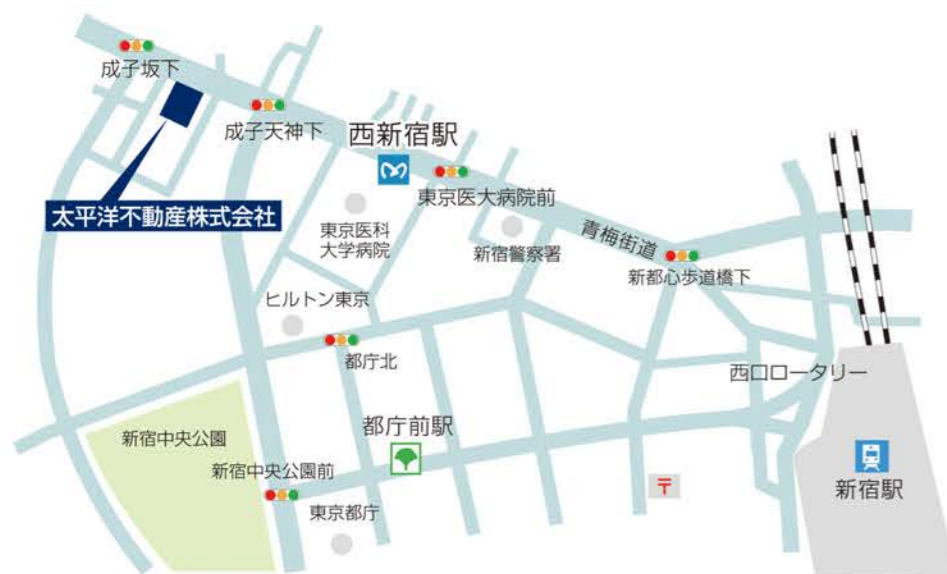 成子坂下
成子天神下
西新宿駅
東京医大病院前
太平洋不動産株式会社
東京医科
大学病院
新宿警察署
青梅街道
新都心歩道橋下
ヒルトン東京
都庁北
西口ロータリー
新宿中央公園
都庁前駅
新宿中央公園前
東京都庁
〒
新宿駅